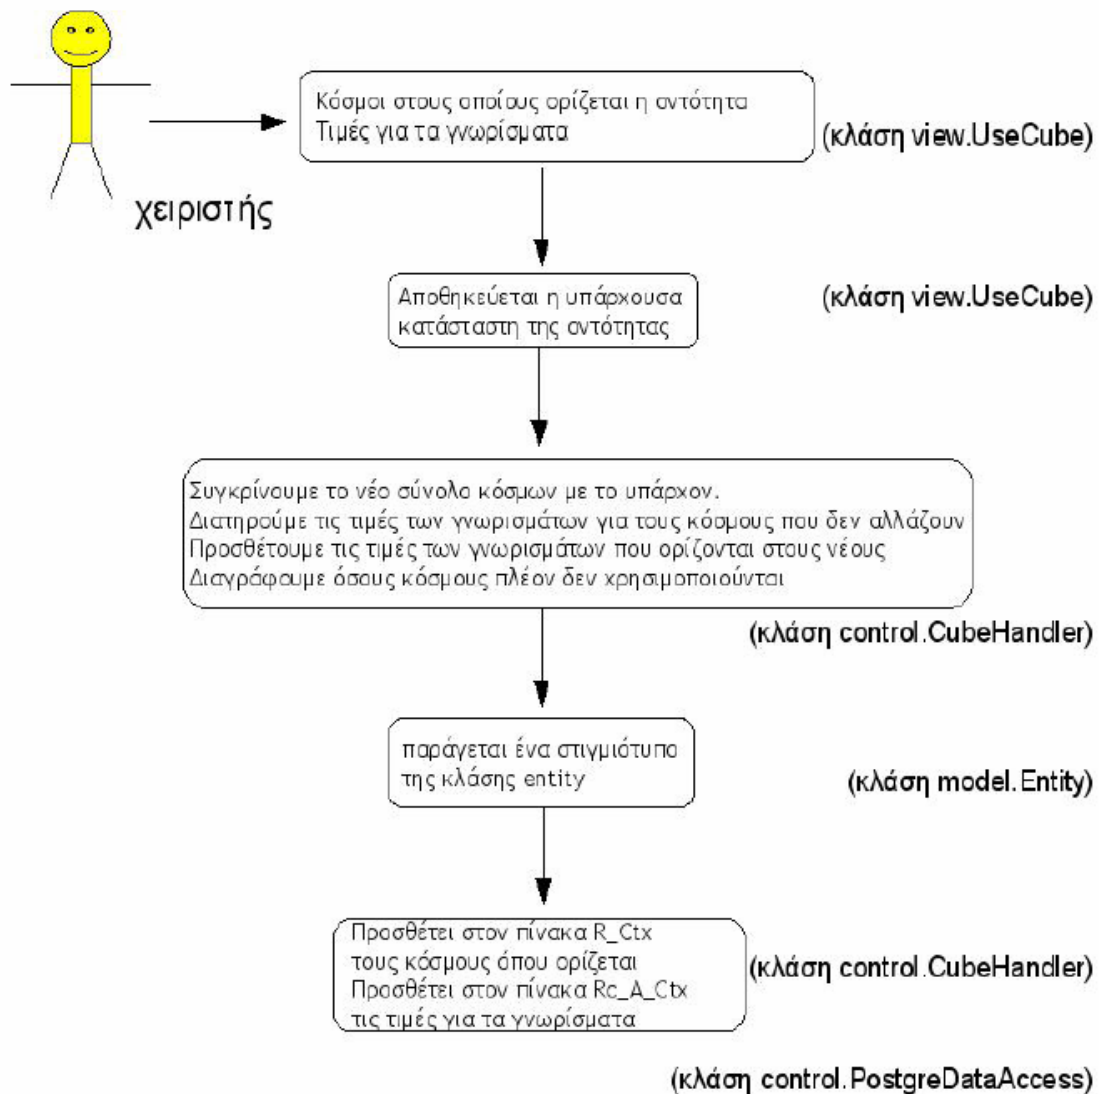 Κόσμοι στους οποίους ορίζεται η οντότητα
Τιμές για τα γνωρίσματα
(κλάση view.UseCube)
χειριστής
Αποθηκεύεται η υπάρχουσα
κατάσταστη της οντότητας
(κλάση view.UseCube)
Συγκρίνουμε το νέο σύνολο κόσμων με το υπάρχον.
Διατηρούμε τις τιμές των γνωρισμάτων για τους κόσμους που δεν αλλάζουν
Προσθέτουμε τις τιμές των γνωρισμάτων που ορίζονται στους νέους
Διαγράφουμε όσους κόσμους πλέον δεν χρησιμοποιούνται
(κλάση control.CubeHandler)
παράγεται ένα στιγμιότυπο
της κλάσης entity
(κλάση model.Entity)
Προσθέτει στον πίνακα R_Ctx
τους κόσμους όπου ορίζεται
Προσθέτει στον πίνακα Rc_A_Ctx
τις τιμές για τα γνωρίσματα
(κλάση control.CubeHandler)
(κλάση control.PostgreDataAccess)